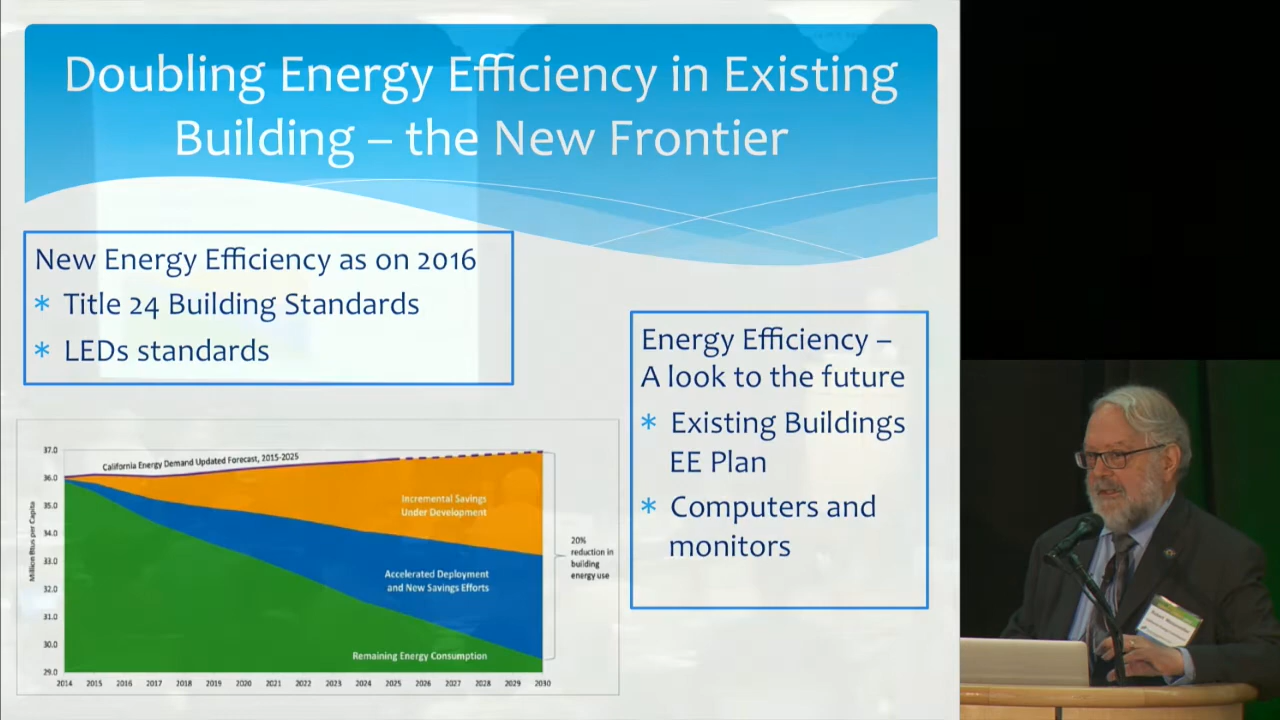 Doubling Energy Efficiency in Existing
Building – the New Frontier
New Energy Efficiency as on 2016
* Title 24 Building Standards
* LEDs standards
Energy Efficiency –
A look to the future
* Existing Buildings
EE Plan
* Computers and
monitors
California Energy Demand Updated Forecast, 2015-2025
Incremental Savings
Under Development
Accelerated Deployment
and New Savings Efforts
Remaining Energy Consumption
20%
reduction in
building
energy use
Million Btus per Capita
37.0
36.0
35.0
34.0
33.0
32.0
31.0
30.0
29.0
2014 2015 2016 2017 2018 2019 2020 2021 2022 2023 2024 2025 2026 2027 2028 2029 2030
Robert